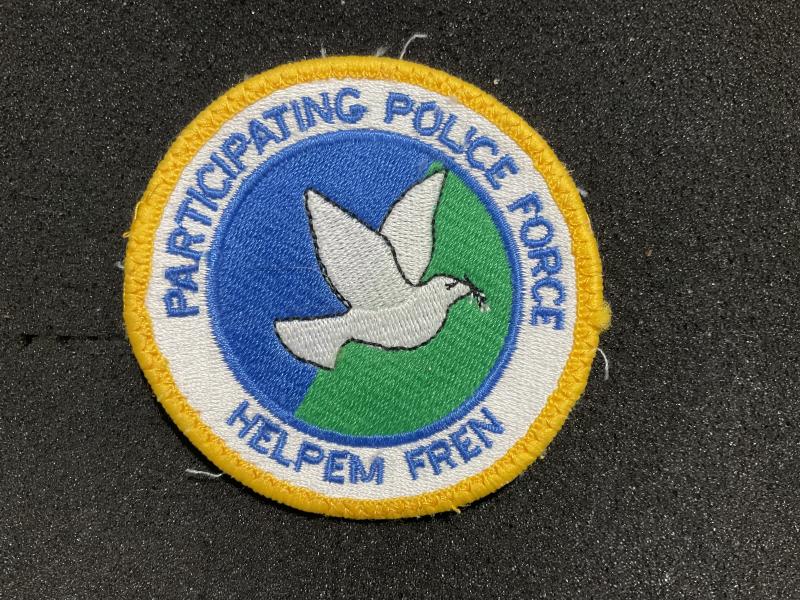 PARTICIPATING POLICE FORCE
HELPEM FREN